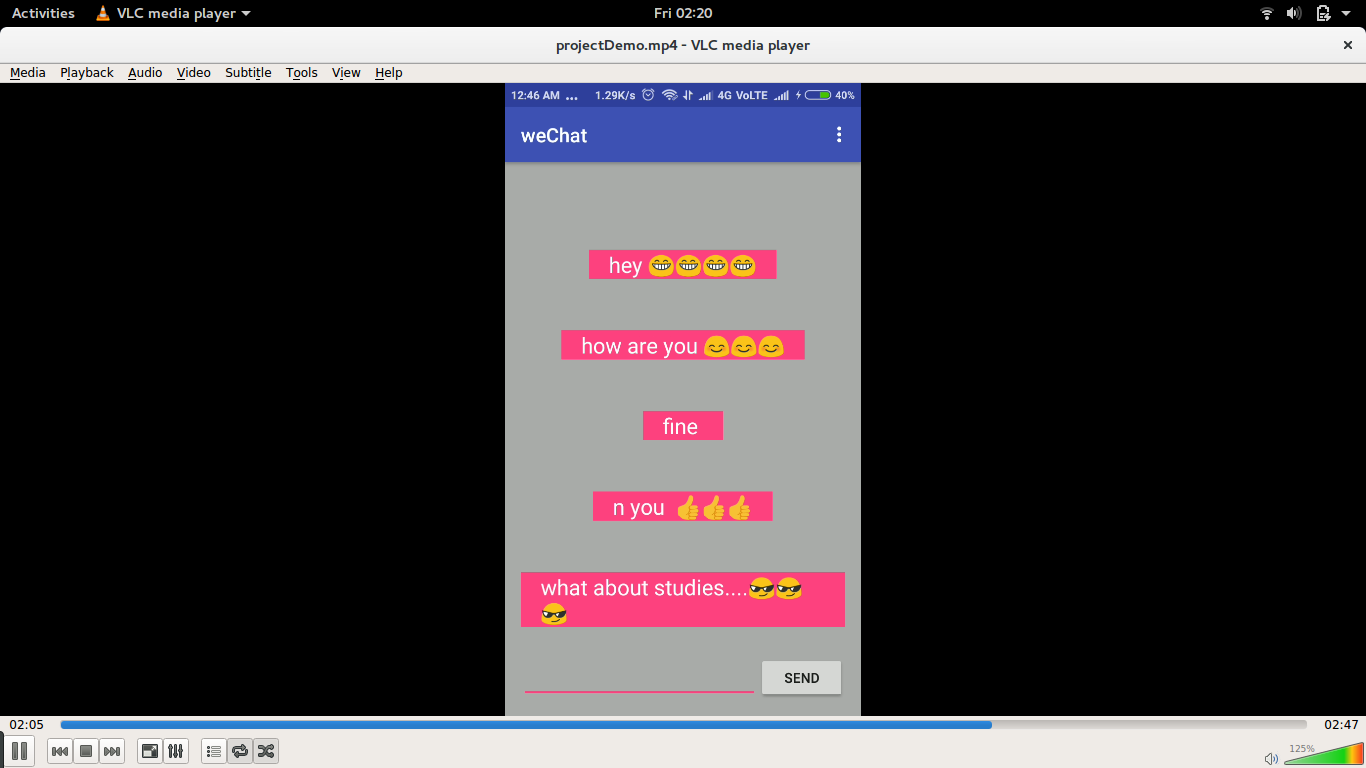 Activities VLC media player Fri 02:20
projectDemo.mp4 - VLC media player ×
Media Playback Audio Video Subtitle Tools View Help
12:46 AM ... 1.29K/s 4G VoLTE 40%
weChat
hey 😁😁😁😁
how are you 😊😊😊
fine
n you 👍👍👍
what about studies....😎😎
😎
SEND
02:05 02:47
125%